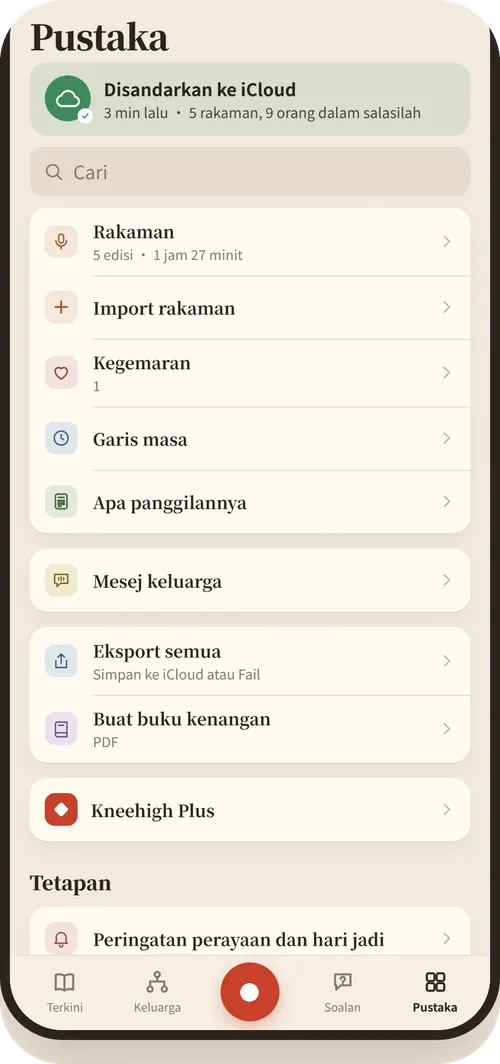 Pustaka
Disandarkan ke iCloud
3 min lalu • 5 rakaman, 9 orang dalam salasilah
Cari
Rakaman
5 edisi • 1 jam 27 minit
Import rakaman
Kegemaran
1
Garis masa
Apa panggilannya
Mesej keluarga
Eksport semua
Simpan ke iCloud atau Fail
Buat buku kenangan
PDF
Kneehigh Plus
Tetapan
Peringatan perayaan dan hari jadi
Terkini
Keluarga
Soalan
Pustaka